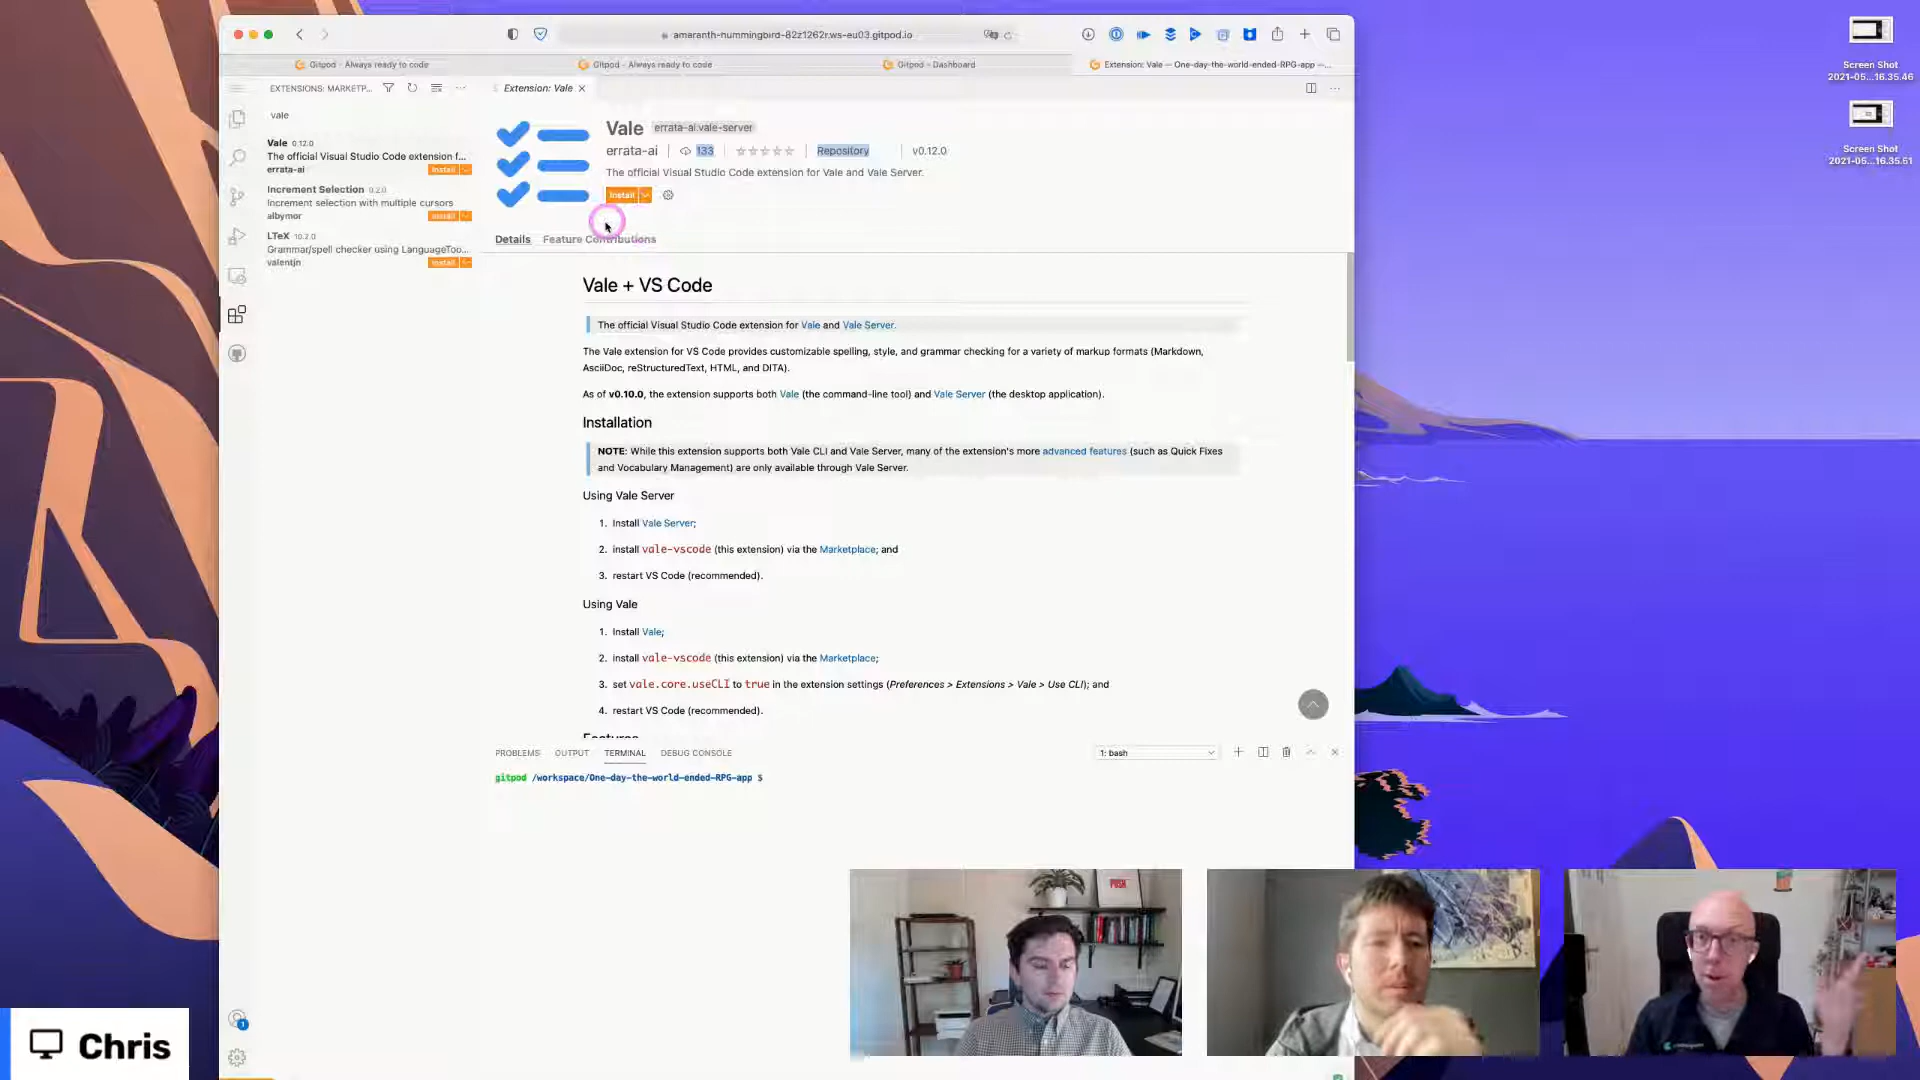 amaranth-hummingbird-82z1262r.ws-eu03.gitpod.io
Gitpod - Always ready to code
Gitpod - Always ready to code
Gitpod - Dashboard
Extension: Vale — One-day-the-world-ended-RPG-app —...
EXTENSIONS: MARKETP...
Extension: Vale
vale
Vale 0.12.0
The official Visual Studio Code extension f...
errata-ai
Install
Increment Selection 0.2.0
Increment selection with multiple cursors
albymor
Install
LTeX 10.2.0
Grammar/spell checker using LanguageToo...
valentjn
Install
Vale errata-ai.vale-server
errata-ai 133 Repository v0.12.0
The official Visual Studio Code extension for Vale and Vale Server.
Install
Details Feature Contributions
Vale + VS Code
The official Visual Studio Code extension for Vale and Vale Server.
The Vale extension for VS Code provides customizable spelling, style, and grammar checking for a variety of markup formats (Markdown,
AsciiDoc, reStructuredText, HTML, and DITA).
As of v0.10.0, the extension supports both Vale (the command-line tool) and Vale Server (the desktop application).
Installation
NOTE: While this extension supports both Vale CLI and Vale Server, many of the extension's more advanced features (such as Quick Fixes
and Vocabulary Management) are only available through Vale Server.
Using Vale Server
1. Install Vale Server;
2. install vale-vscode (this extension) via the Marketplace; and
3. restart VS Code (recommended).
Using Vale
1. Install Vale;
2. install vale-vscode (this extension) via the Marketplace;
3. set vale.core.useCLI to true in the extension settings (Preferences > Extensions > Vale > Use CLI); and
4. restart VS Code (recommended).
Features
PROBLEMS OUTPUT TERMINAL DEBUG CONSOLE
1: bash
gitpod /workspace/One-day-the-world-ended-RPG-app $
1
Screen Shot
2021-05...16.35.46
Screen Shot
2021-05...16.35.51
PUSH
Chris